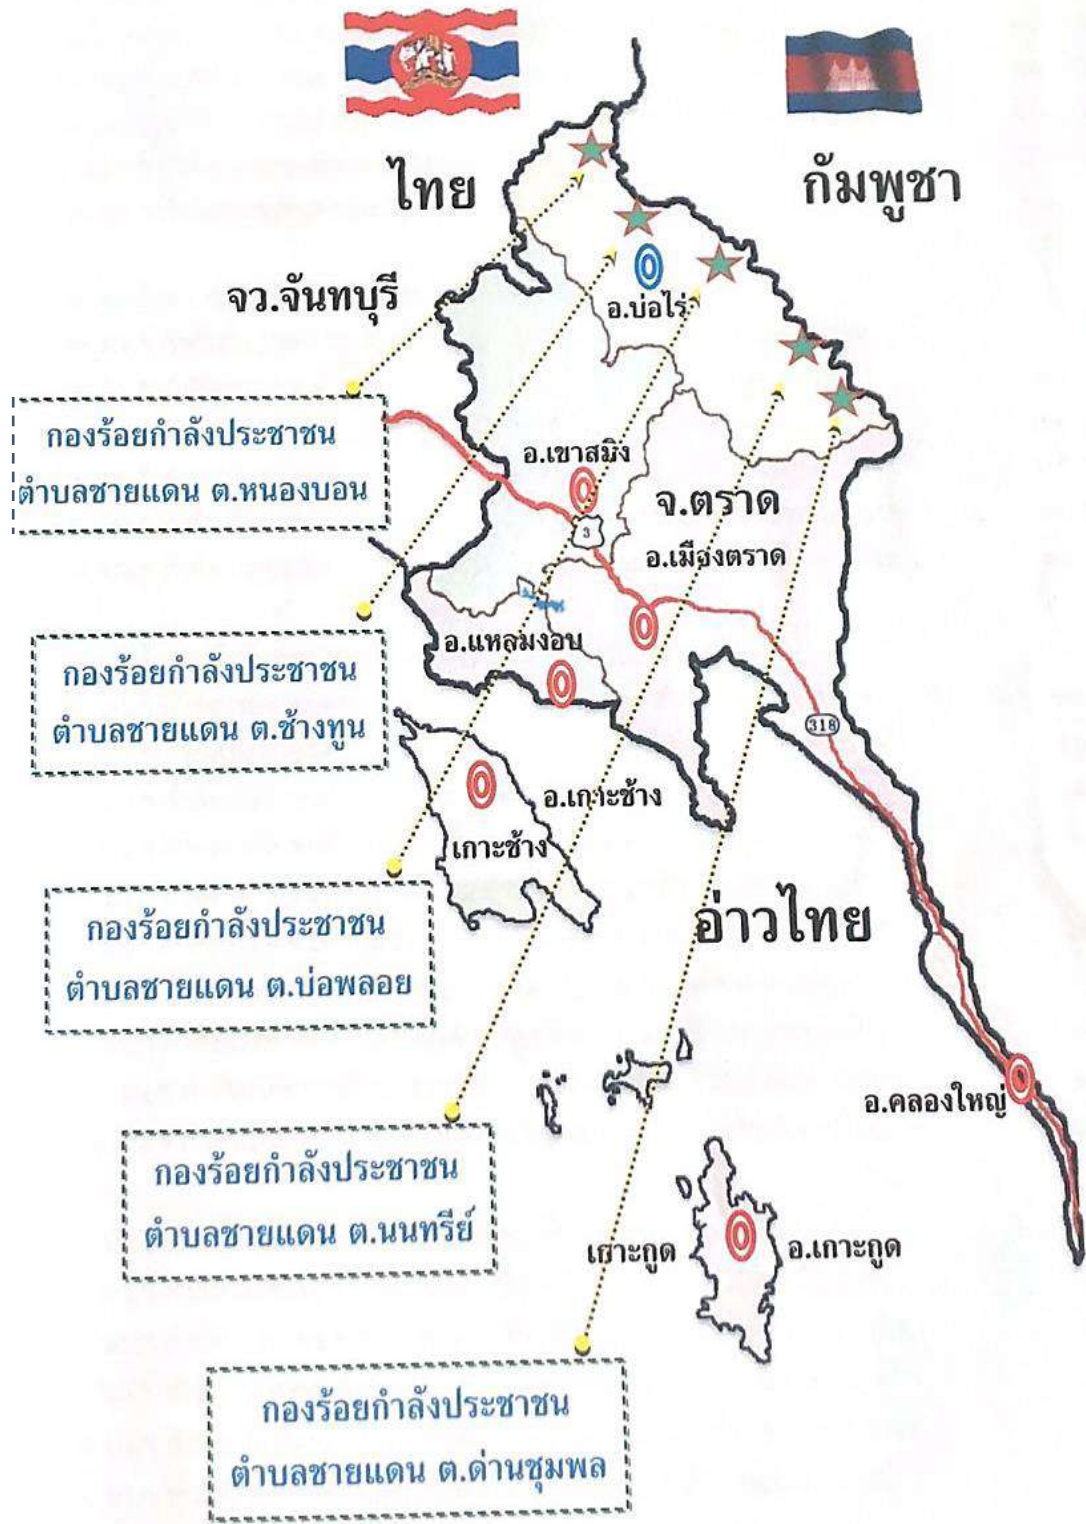 ไทย
กัมพูชา
จว.จันทบุรี
อ.บ่อไร่
กองร้อยกำลังประชาชน
ตำบลชายแดน ต.หนองบอน
อ.เขาสมิง
จ.ตราด
3
อ.เมืองตราด
กองร้อยกำลังประชาชน
ตำบลชายแดน ต.ช้างทูน
อ.แหลมงอบ
318
อ.เกาะช้าง
เกาะช้าง
กองร้อยกำลังประชาชน
ตำบลชายแดน ต.บ่อพลอย
อ่าวไทย
อ.คลองใหญ่
กองร้อยกำลังประชาชน
ตำบลชายแดน ต.นนทรีย์
เกาะกูด
อ.เกาะกูด
กองร้อยกำลังประชาชน
ตำบลชายแดน ต.ด่านชุมพล